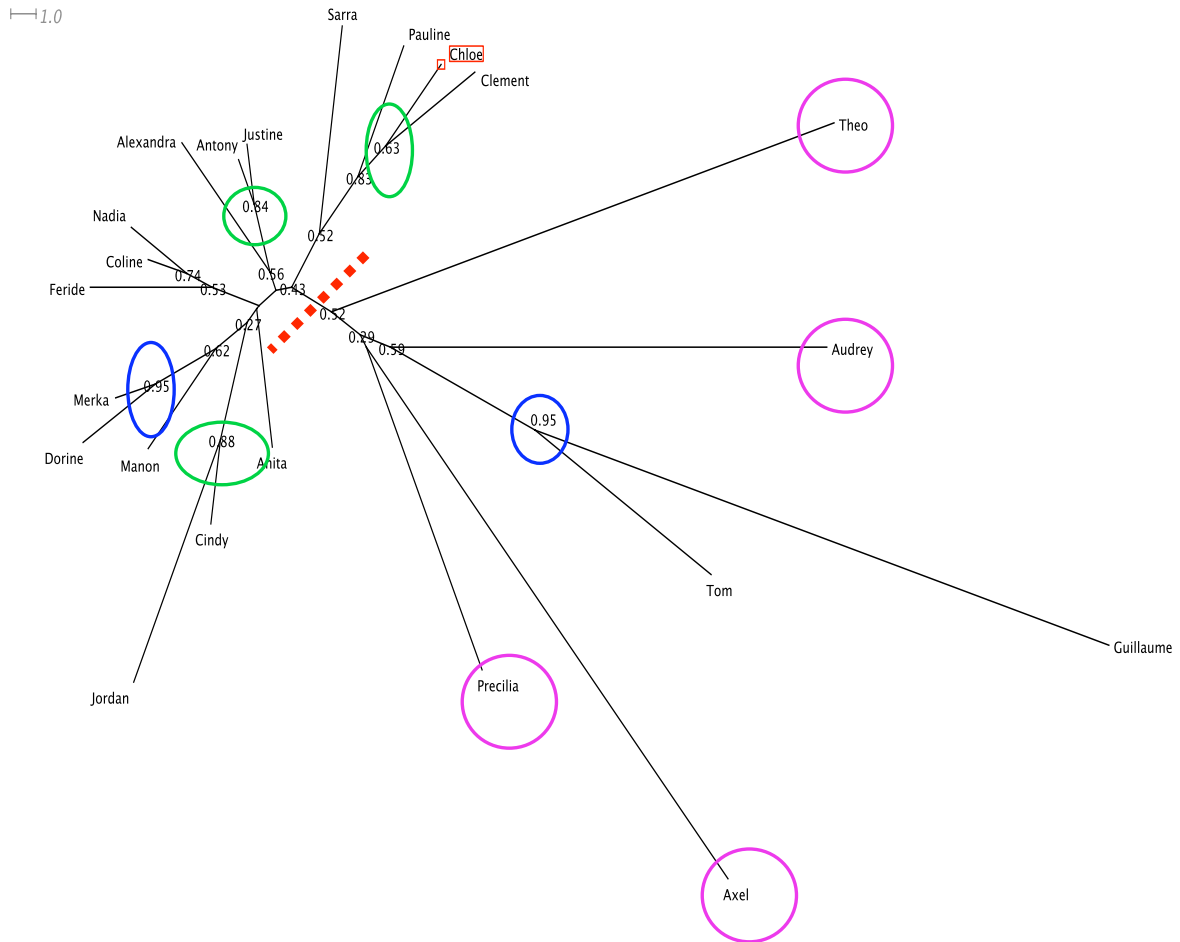 1.0
Sarra
Pauline
Chloe
Clement
Theo
Justine
Alexandra
Antony
0.63
0.83
0.84
Nadia
0.52
Coline
0.74
0.56
Feride
0.53
0.43
0.52
0.27
0.29
0.62
0.59
Audrey
0.95
Merka
0.95
0.88
Dorine
Manon
Anita
Cindy
Tom
Guillaume
Precilia
Jordan
Axel